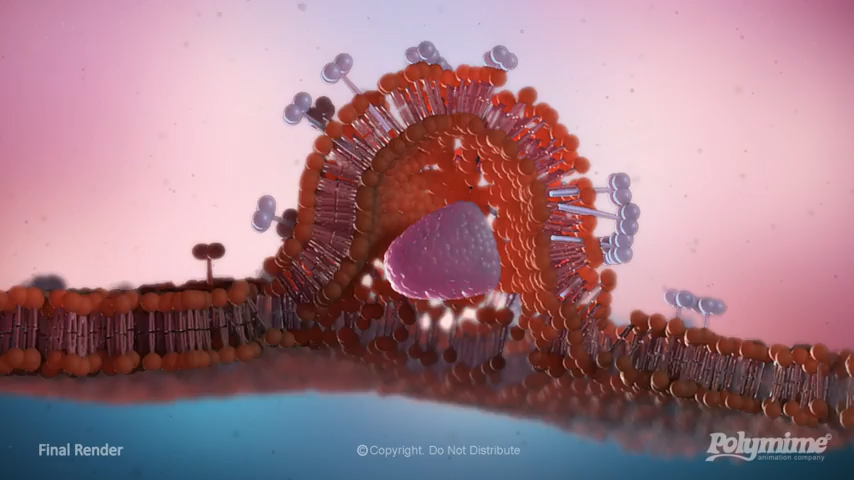 Final Render
©Copyright. Do Not Distribute
Polymime®
animation company